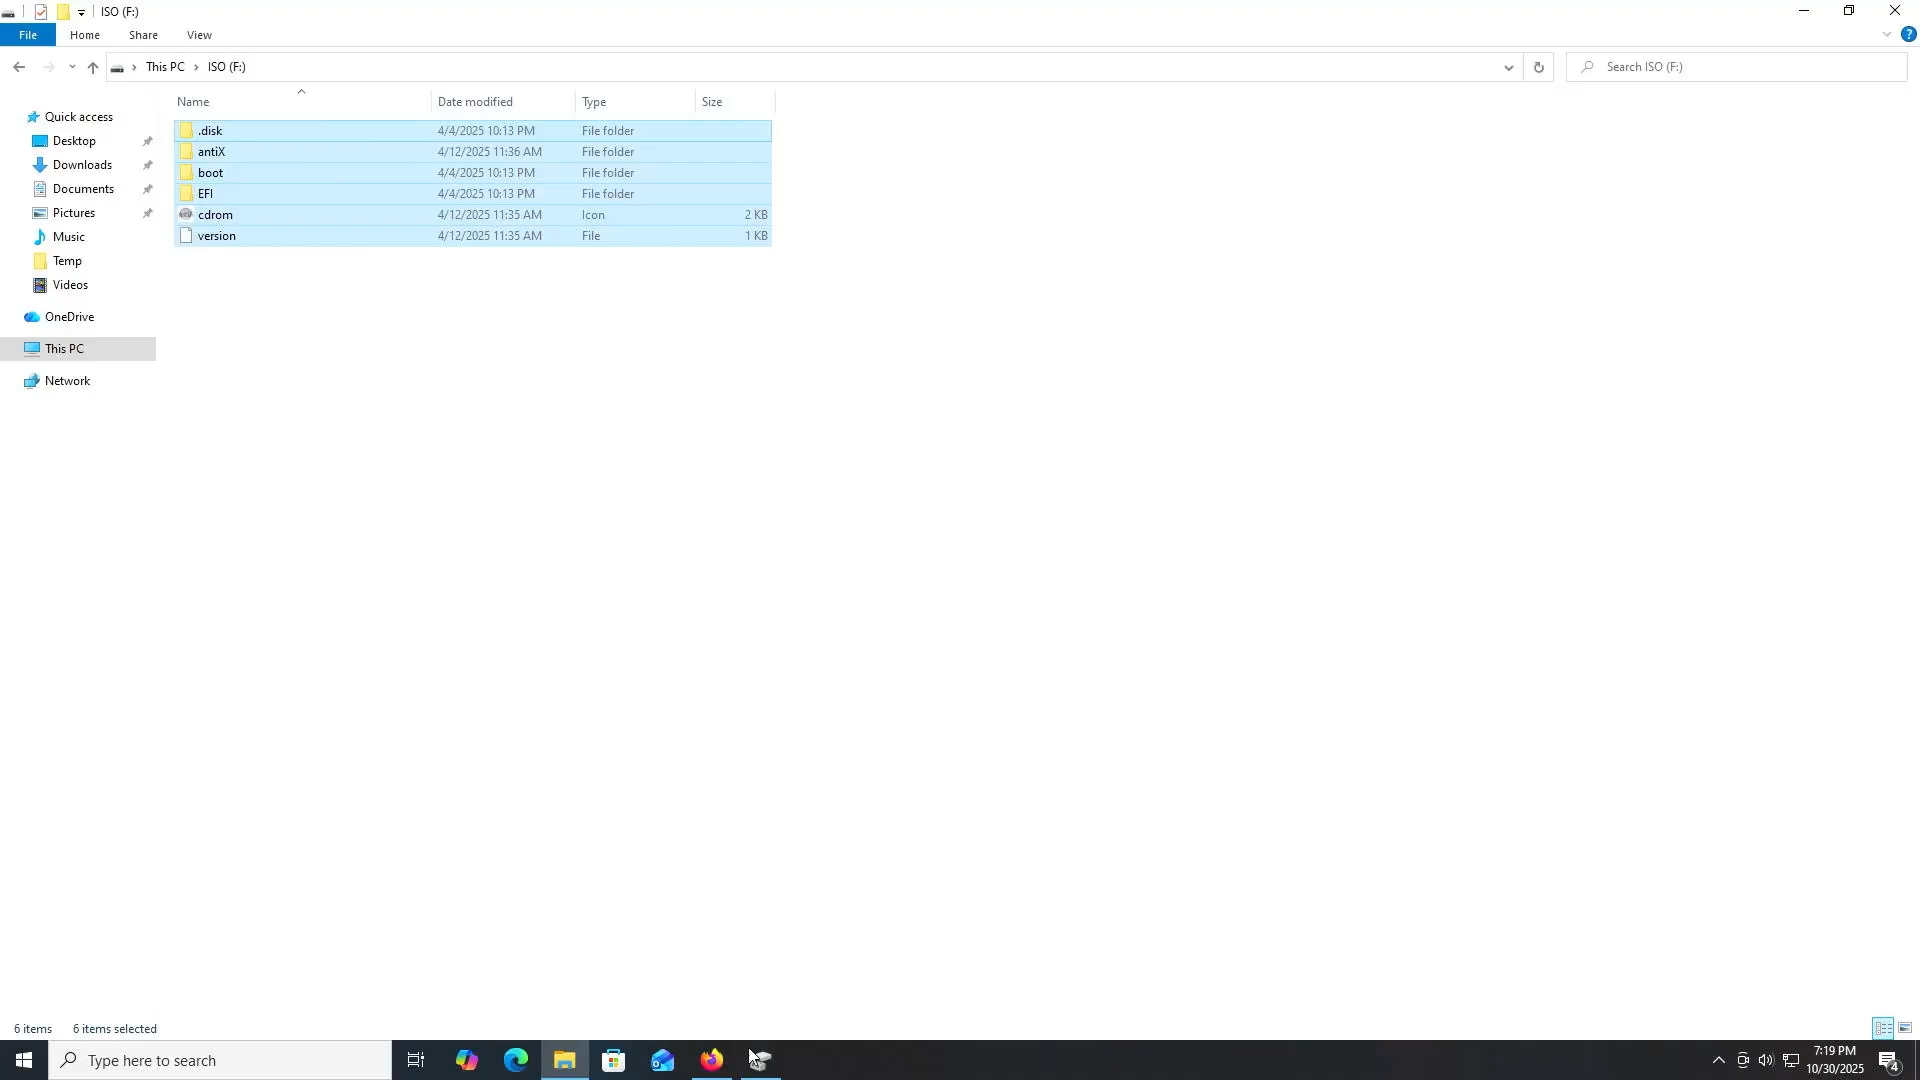 ISO (F:)
File
Home
Share
View
This PC
ISO (F:)
Search ISO (F:)
Name
Date modified
Type
Size
.disk
4/4/2025 10:13 PM
File folder
antiX
4/12/2025 11:36 AM
File folder
boot
4/4/2025 10:13 PM
File folder
EFI
4/4/2025 10:13 PM
File folder
cdrom
4/12/2025 11:35 AM
Icon
2 KB
version
4/12/2025 11:35 AM
File
1 KB
Quick access
Desktop
Downloads
Documents
Pictures
Music
Temp
Videos
OneDrive
This PC
Network
6 items
6 items selected
Type here to search
7:19 PM
10/30/2025
4